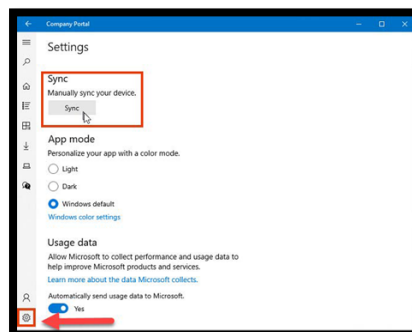 Company Portal
Settings
Sync
Manually sync your device.
Sync
App mode
Personalize your app with a color mode.
Light
Dark
Windows default
Windows color settings
Usage data
Allow Microsoft to collect performance and usage data to
help improve Microsoft products and services.
Learn more about the data Microsoft collects.
Automatically send usage data to Microsoft.
Yes